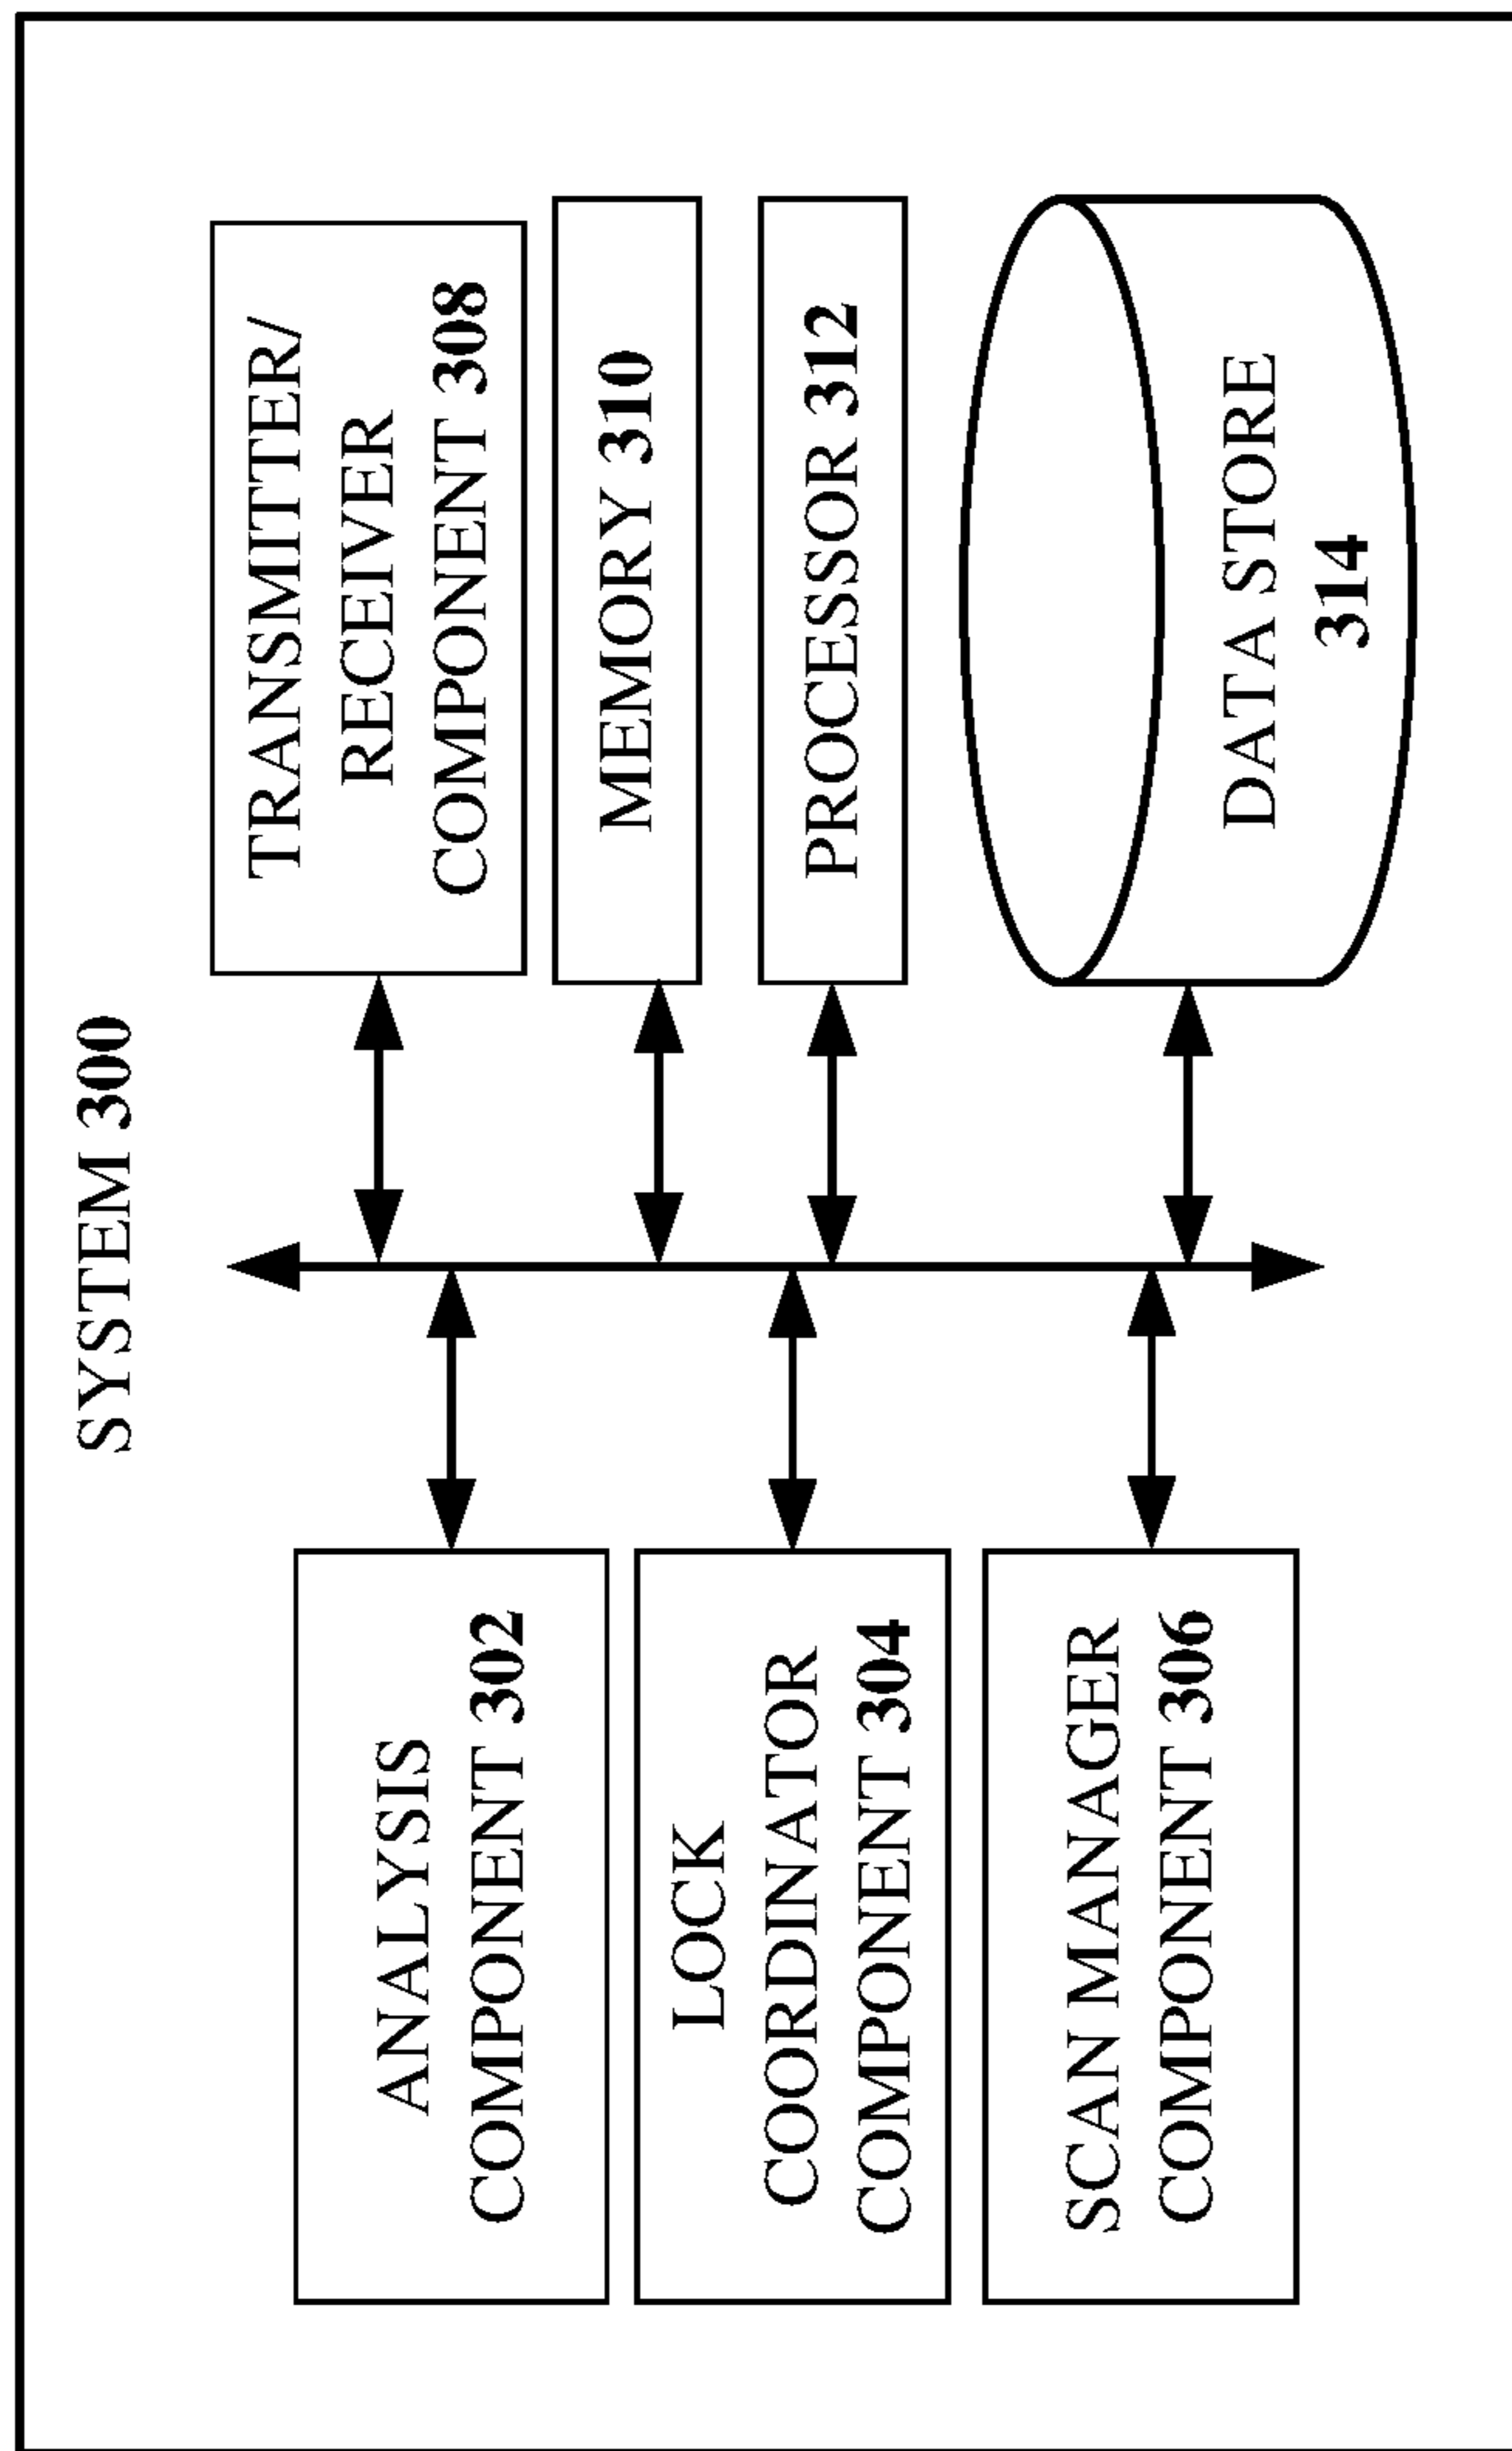 SYSTEM 300
ANALYSIS
COMPONENT 302
LOCK
COORDINATOR
COMPONENT 304
SCAN MANAGER
COMPONENT 306
TRANSMITTER/
RECEIVER
COMPONENT 308
MEMORY 310
PROCESSOR 312
DATA STORE
314